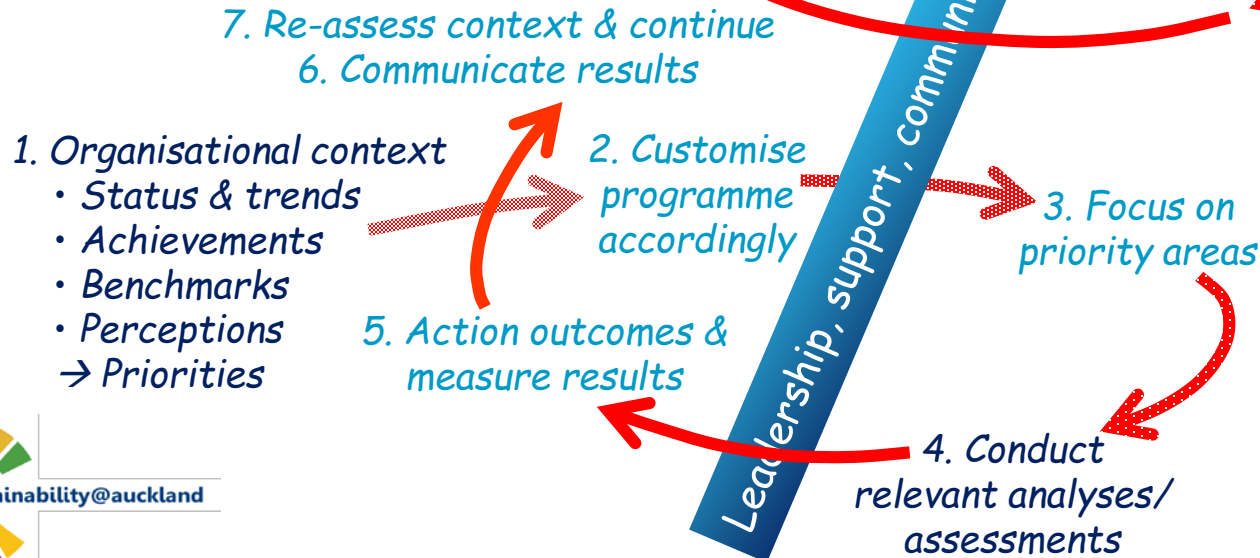 7. Re-assess context & continue
6. Communicate results
1. Organisational context
• Status & trends
• Achievements
• Benchmarks
• Perceptions
→ Priorities
2. Customise
programme
accordingly
3. Focus on
priority areas
5. Action outcomes &
measure results
4. Conduct
relevant analyses/
assessments
Leadership, support,
ainability@auckland